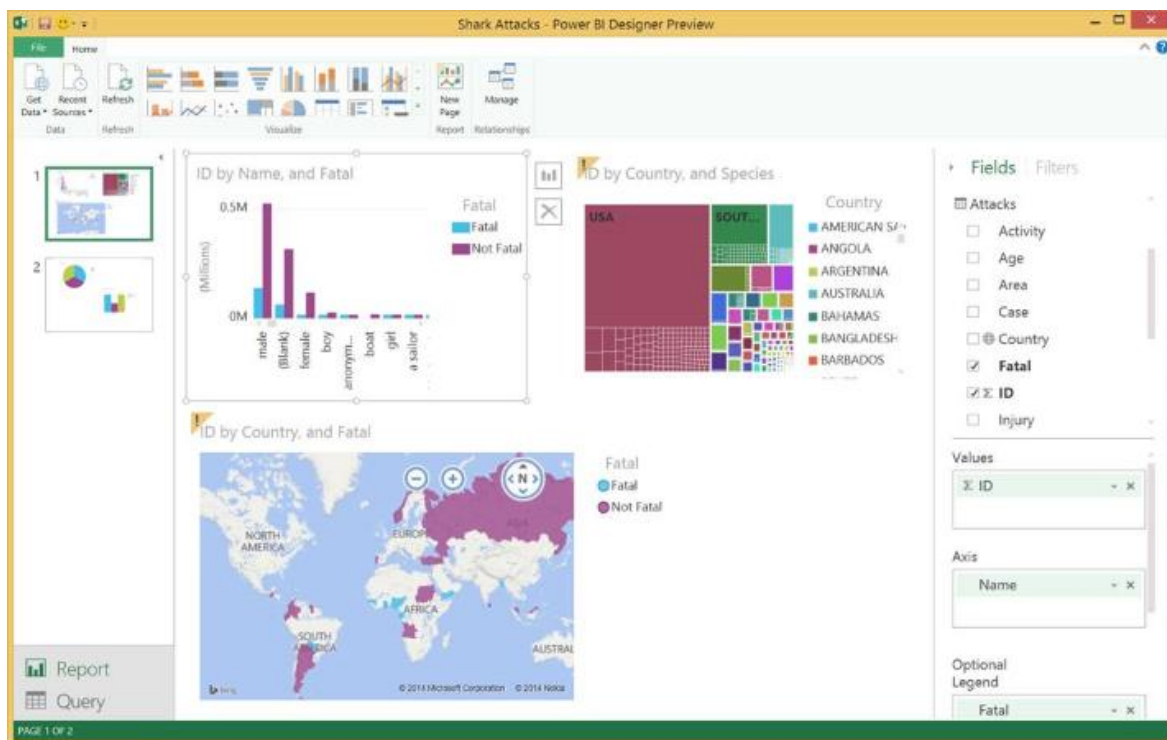 Shark Attacks - Power BI Designer Preview
File Home
Get Data Recent Sources Refresh New Page Manage
Data Refresh Visualize Report Relationships
1
2
ID by Name, and Fatal
0.5M
(Millions)
0M
male (Blank) female boy anonym... boat girl a sailor
Fatal
Fatal
Not Fatal
ID by Country, and Species
USA SOUT...
Country
ANGOLA
ARGENTINA
AUSTRALIA
BAHAMAS
BANGLADESH
BARBADOS
ID by Country, and Fatal
N
NORTH AMERICA
EUROPE
ASIA
AFRICA
SOUTH AMERICA
AUSTRAL
bing
© 2014 Microsoft Corporation © 2014 Nokia
Fatal
Fatal
Not Fatal
Fields Filters
Attacks
Activity
Age
Area
Case
Country
Fatal
Σ ID
Injury
Values
Σ ID
Axis
Name
Optional
Legend
Fatal
Report
Query
PAGE 1 OF 2